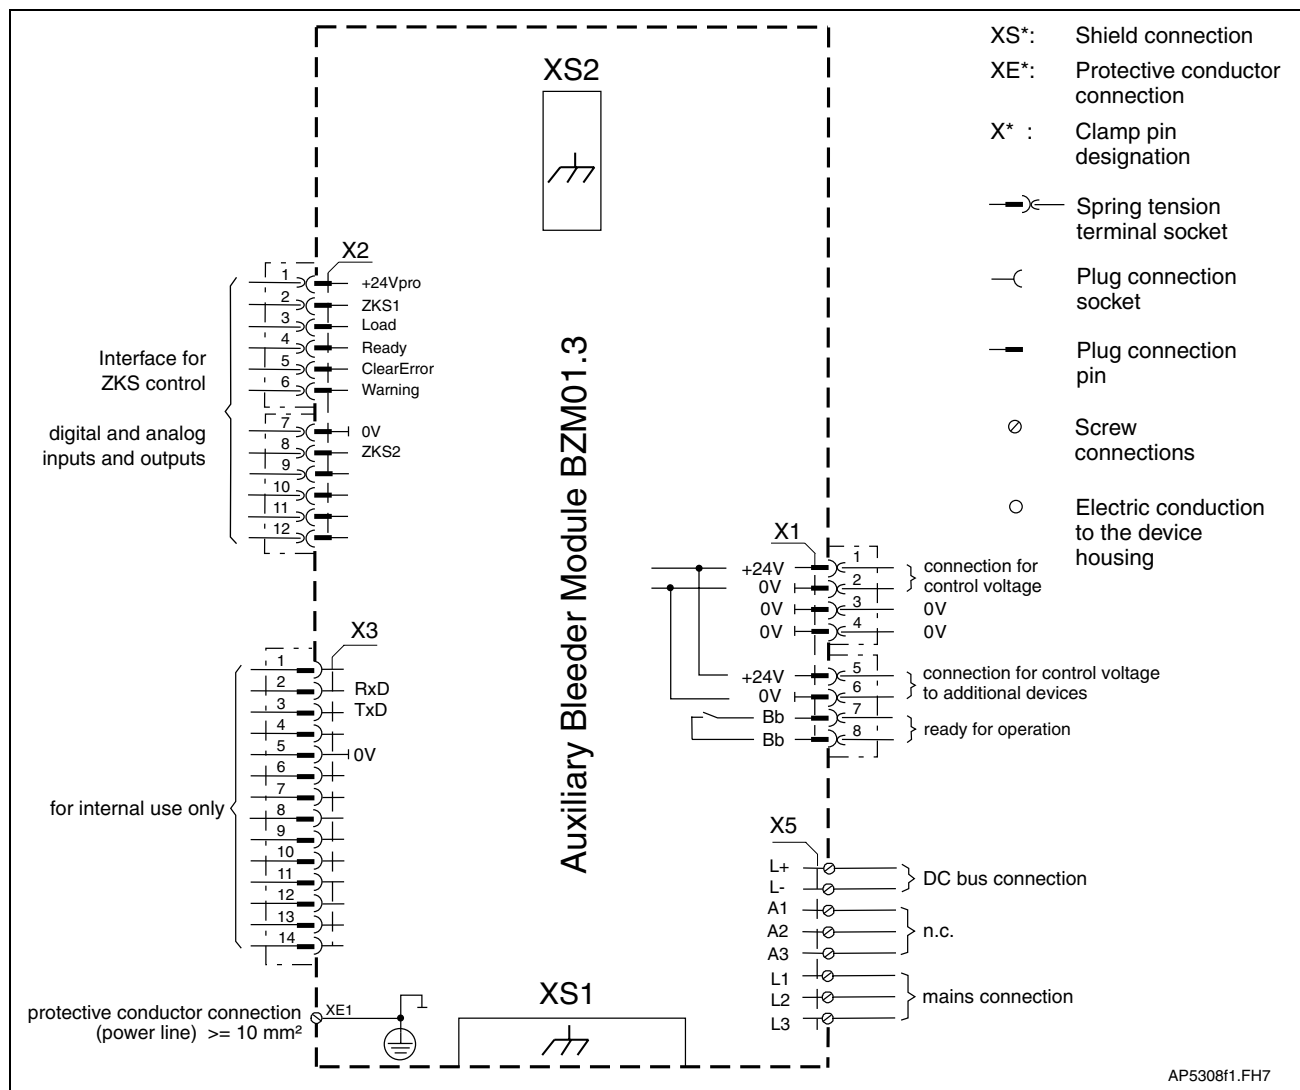 XS2
XS*: Shield connection
XE*: Protective conductor
connection
X* : Clamp pin
designation
Spring tension
terminal socket
Plug connection
socket
Plug connection
pin
Screw
connections
Electric conduction
to the device
housing
X2
1 +24Vpro
2 ZKS1
3 Load
4 Ready
5 ClearError
6 Warning
7 0V
8 ZKS2
9
10
11
12
Interface for
ZKS control
digital and analog
inputs and outputs
Auxiliary Bleeder Module BZM01.3
X1
+24V 1
0V 2
0V 3 0V
0V 4 0V
connection for
control voltage
+24V 5
0V 6
Bb 7
Bb 8
connection for control voltage
to additional devices
ready for operation
X3
1
2 RxD
3 TxD
4
5 0V
6
7
8
9
10
11
12
13
14
for internal use only
X5
L+
L-
DC bus connection
A1
A2
A3
n.c.
L1
L2
L3
mains connection
protective conductor connection
(power line) >= 10 mm²
XE1
XS1
AP5308f1.FH7